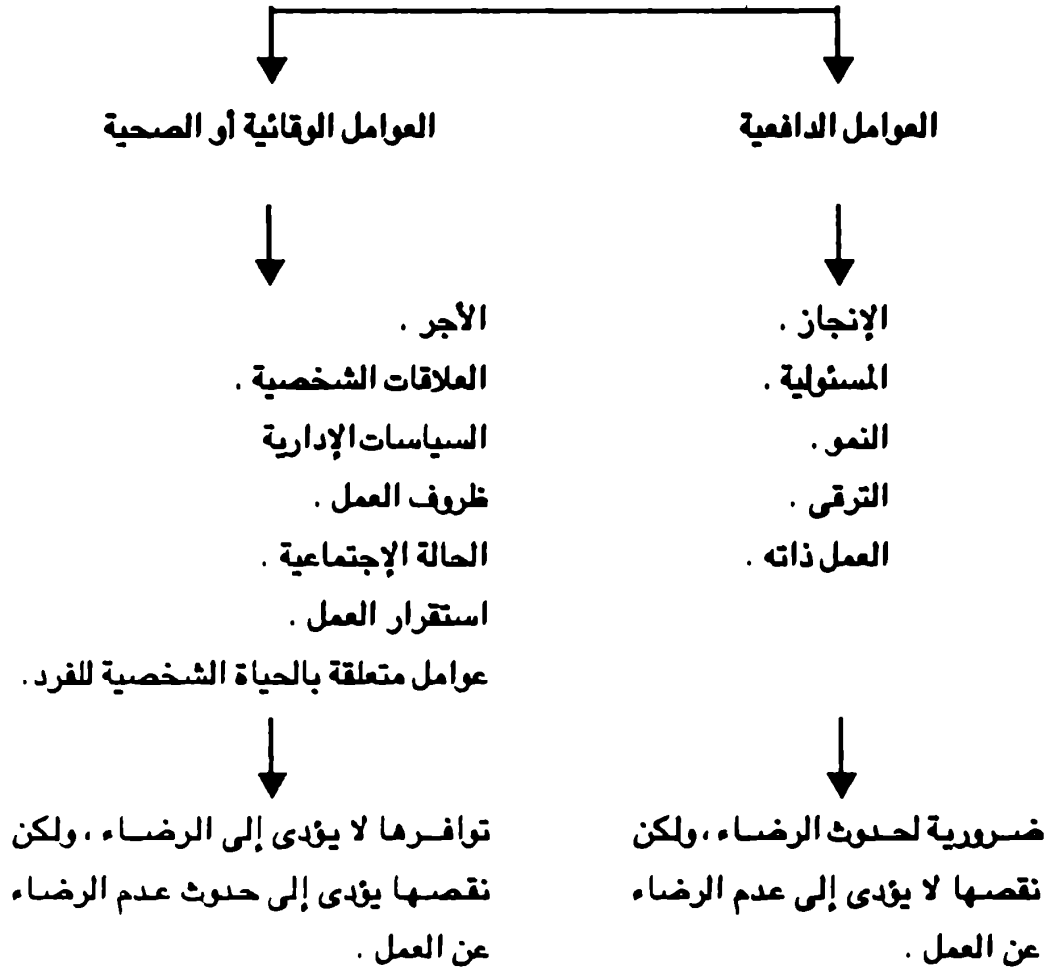 العوامل الدافعية
الإنجاز .
المسئولية .
النمو .
الترقى .
العمل ذاته .
ضرورية لحدوث الرضاء ، ولكن
نقصها لا يؤدى إلى عدم الرضاء
عن العمل .
العوامل الوقائية أو الصحية
الأجر .
العلاقات الشخصية .
السياسات الإدارية
ظروف العمل .
الحالة الإجتماعية .
استقرار العمل .
عوامل متعلقة بالحياة الشخصية للفرد .
توافرها لا يؤدى إلى الرضاء ، ولكن
نقصها يؤدى إلى حدوث عدم الرضاء
عن العمل .